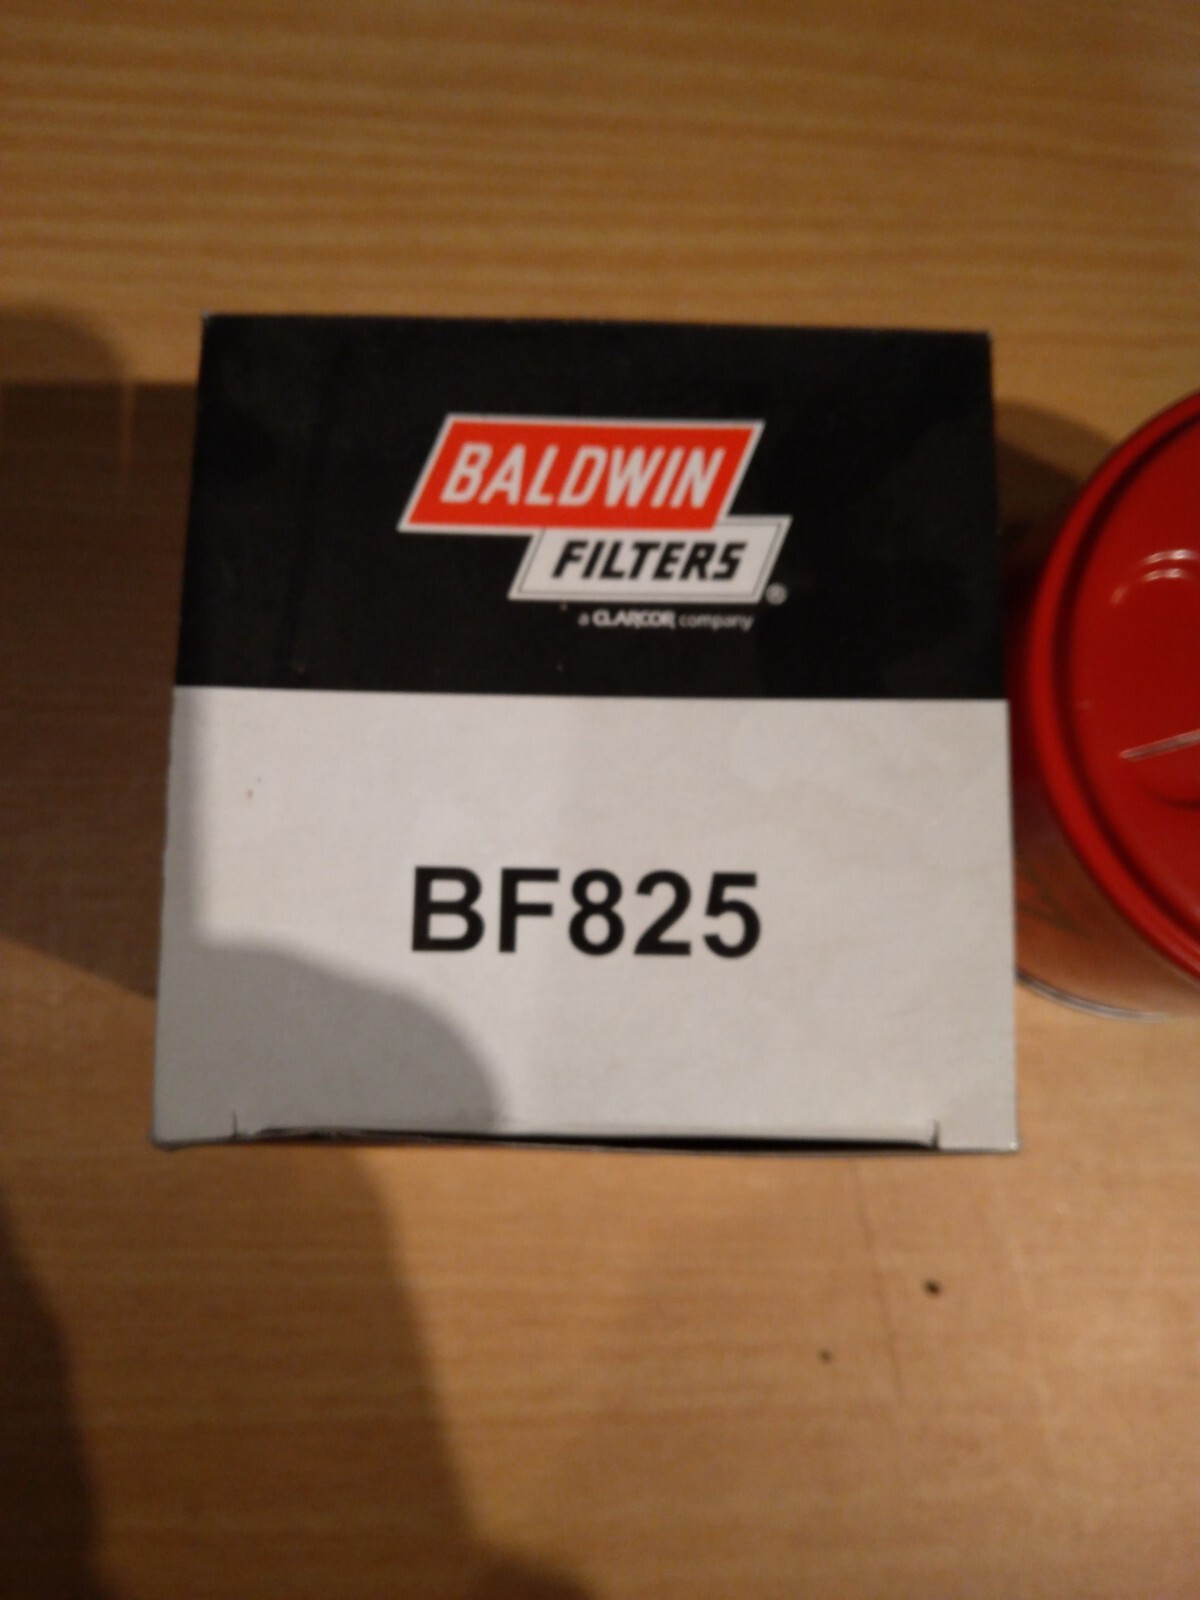 BALDWIN
FILTERS®
a CLARCOR company
BF825